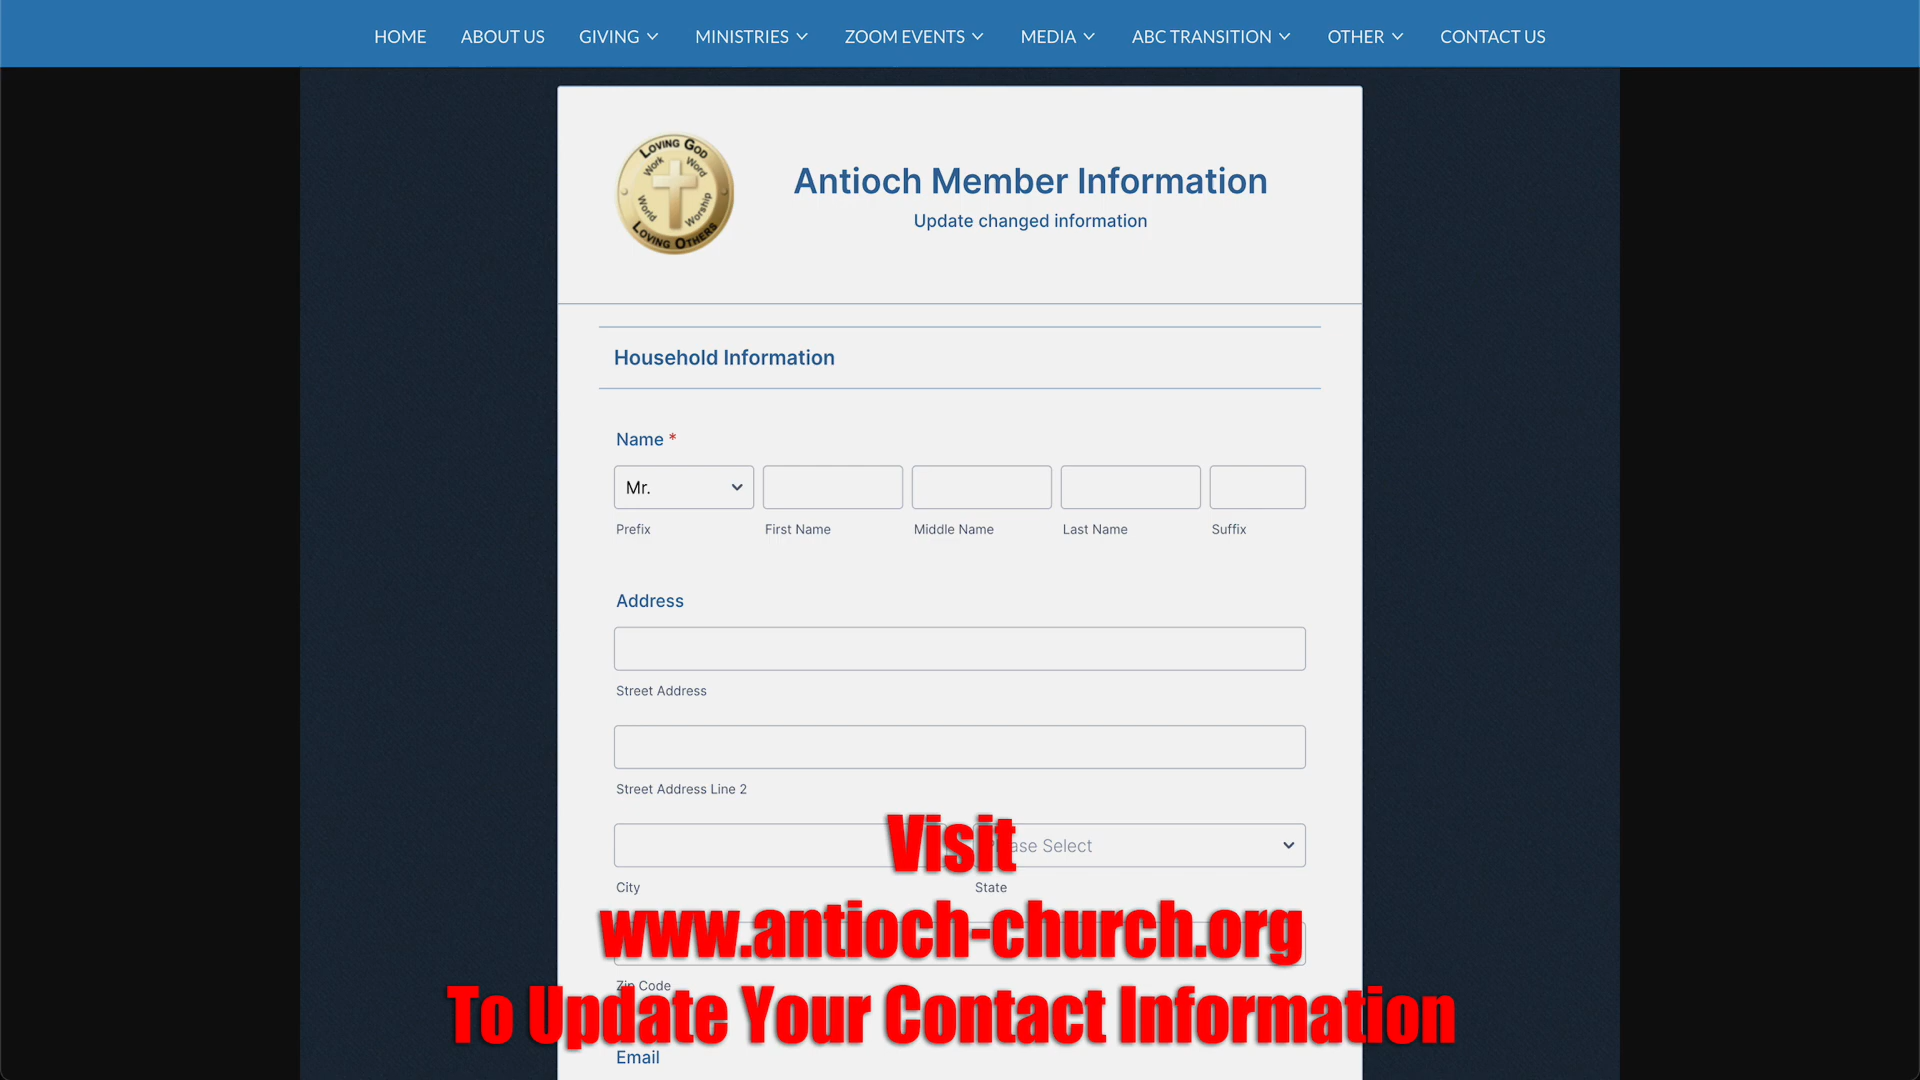 HOME ABOUT US GIVING MINISTRIES ZOOM EVENTS MEDIA ABC TRANSITION OTHER CONTACT US
LOVING GOD
Work Word
World Worship
LOVING OTHERS
Antioch Member Information
Update changed information
Household Information
Name *
Mr.
Prefix First Name Middle Name Last Name Suffix
Address
Street Address
Street Address Line 2
Select
City State
Zip Code
Email
Visit
www.antioch-church.org
To Update Your Contact Information